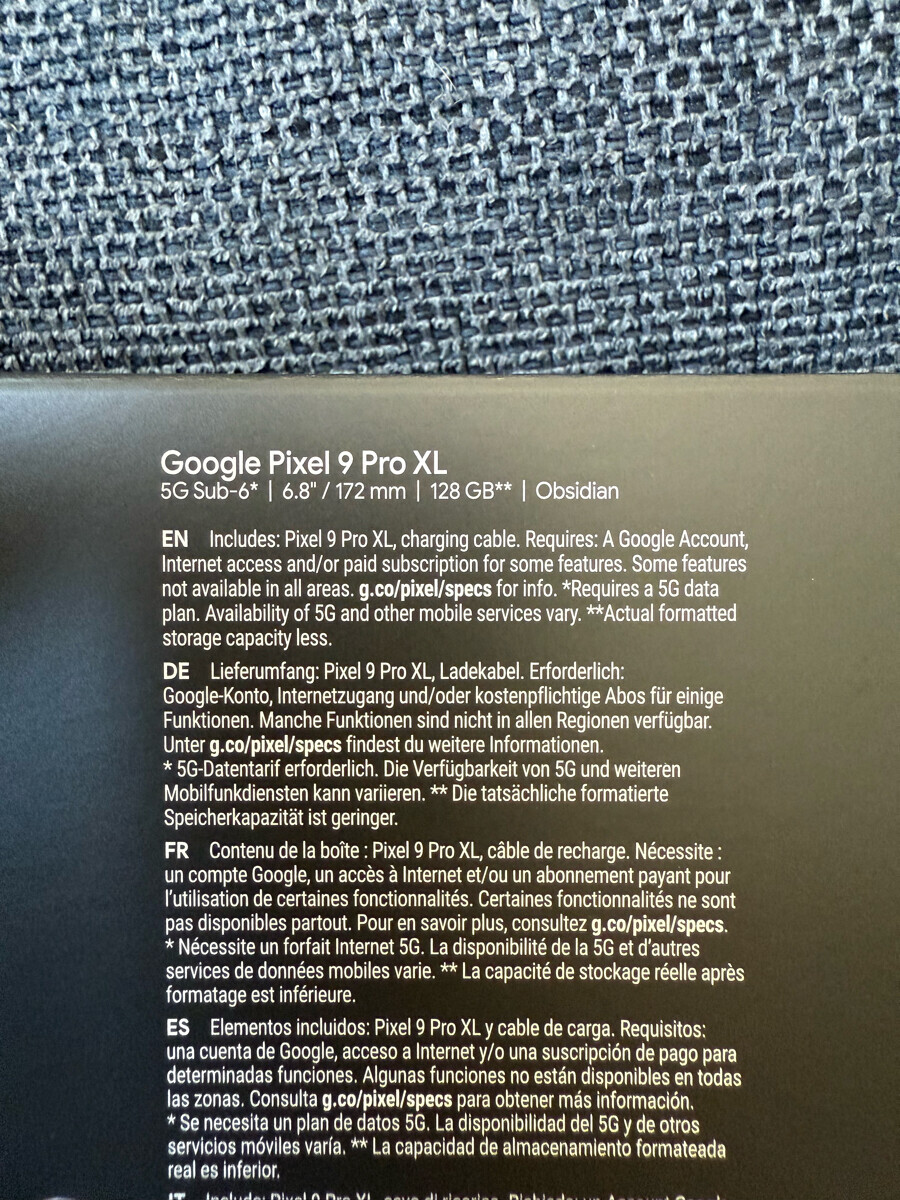 Google Pixel 9 Pro XL
5G Sub-6* | 6.8" / 172 mm | 128 GB** | Obsidian
EN Includes: Pixel 9 Pro XL, charging cable. Requires: A Google Account,
Internet access and/or paid subscription for some features. Some features
not available in all areas. g.co/pixel/specs for info. *Requires a 5G data
plan. Availability of 5G and other mobile services vary. **Actual formatted
storage capacity less.
DE Lieferumfang: Pixel 9 Pro XL, Ladekabel. Erforderlich:
Google-Konto, Internetzugang und/oder kostenpflichtige Abos für einige
Funktionen. Manche Funktionen sind nicht in allen Regionen verfügbar.
Unter g.co/pixel/specs findest du weitere Informationen.
* 5G-Datentarif erforderlich. Die Verfügbarkeit von 5G und weiteren
Mobilfunkdiensten kann variieren. ** Die tatsächliche formatierte
Speicherkapazität ist geringer.
FR Contenu de la boîte : Pixel 9 Pro XL, câble de recharge. Nécessite :
un compte Google, un accès à Internet et/ou un abonnement payant pour
l'utilisation de certaines fonctionnalités. Certaines fonctionnalités ne sont
pas disponibles partout. Pour en savoir plus, consultez g.co/pixel/specs.
* Nécessite un forfait Internet 5G. La disponibilité de la 5G et d'autres
services de données mobiles varie. ** La capacité de stockage réelle après
formatage est inférieure.
ES Elementos incluidos: Pixel 9 Pro XL y cable de carga. Requisitos:
una cuenta de Google, acceso a Internet y/o una suscripción de pago para
determinadas funciones. Algunas funciones no están disponibles en todas
las zonas. Consulta g.co/pixel/specs para obtener más información.
* Se necesita un plan de datos 5G. La disponibilidad del 5G y de otros
servicios móviles varía. ** La capacidad de almacenamiento formateada
real es inferior.
IT Include: Pixel 9 Pro XL, cavo di ricarica. Richiede: un Account